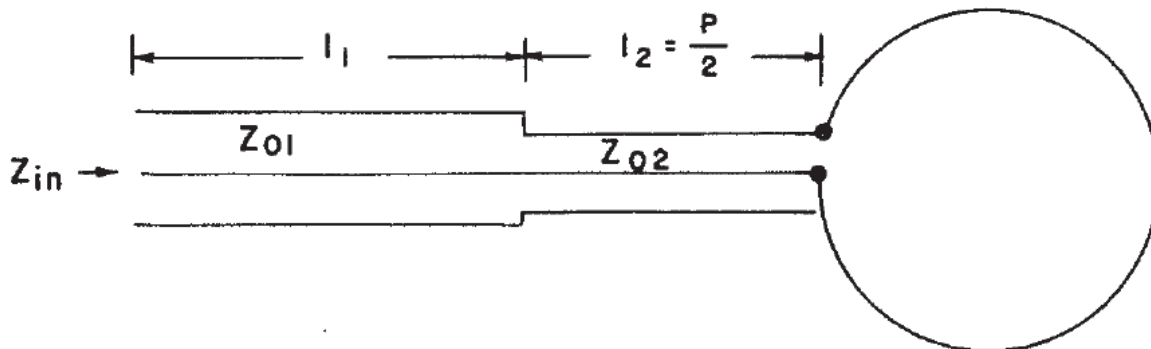 l₁
l₂ = P/2
Z₀₁
Z₀₂
Zin